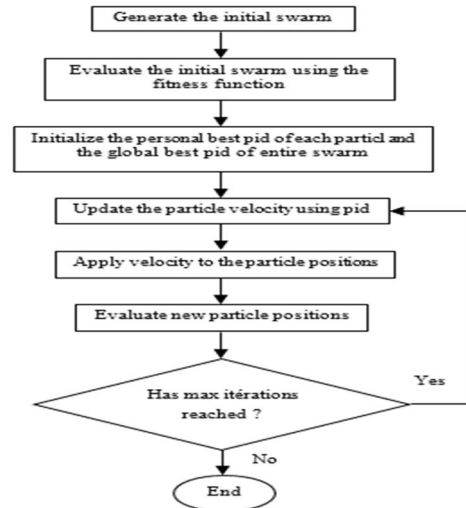 Generate the initial swarm
Evaluate the initial swarm using the
fitness function
Initialize the personal best pid of each particl and
the global best pid of entire swarm
Update the particle velocity using pid
Apply velocity to the particle positions
Evaluate new particle positions
Has max itérations
reached ?
Yes
No
End